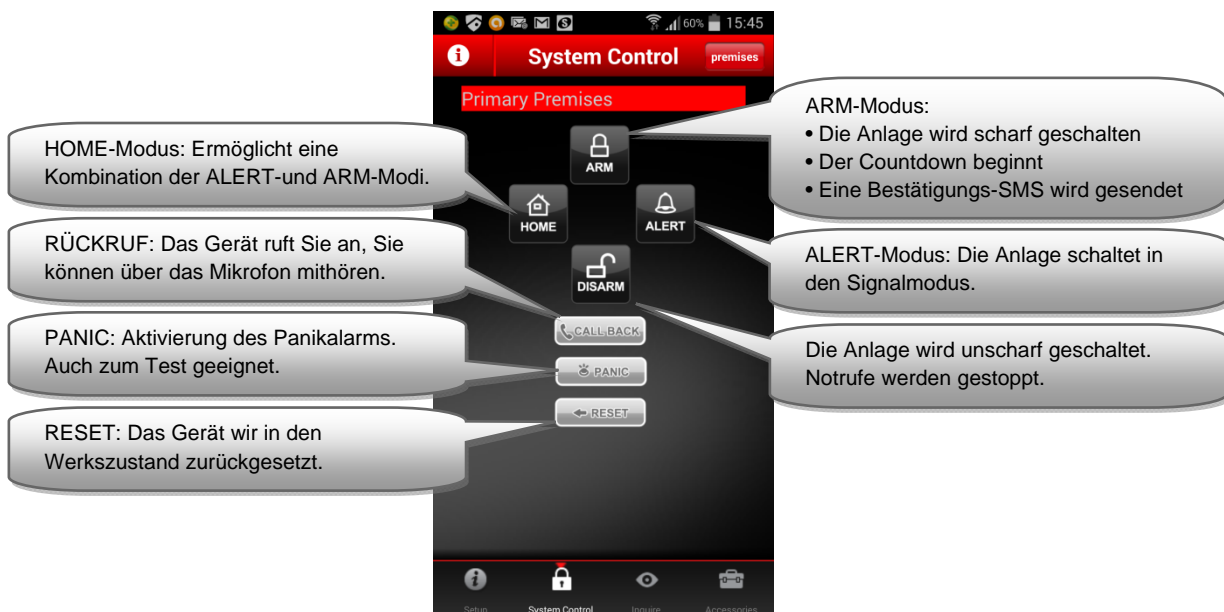 60% 15:45
System Control
premises
Primary Premises
ARM
HOME
ALERT
DISARM
CALL BACK
PANIC
RESET
Setup
System Control
Inquire
Accessories
HOME-Modus: Ermöglicht eine
Kombination der ALERT-und ARM-Modi.
RÜCKRUF: Das Gerät ruft Sie an, Sie
können über das Mikrofon mithören.
PANIC: Aktivierung des Panikalarms.
Auch zum Test geeignet.
RESET: Das Gerät wir in den
Werkszustand zurückgesetzt.
ARM-Modus:
• Die Anlage wird scharf geschalten
• Der Countdown beginnt
• Eine Bestätigungs-SMS wird gesendet
ALERT-Modus: Die Anlage schaltet in
den Signalmodus.
Die Anlage wird unscharf geschaltet.
Notrufe werden gestoppt.